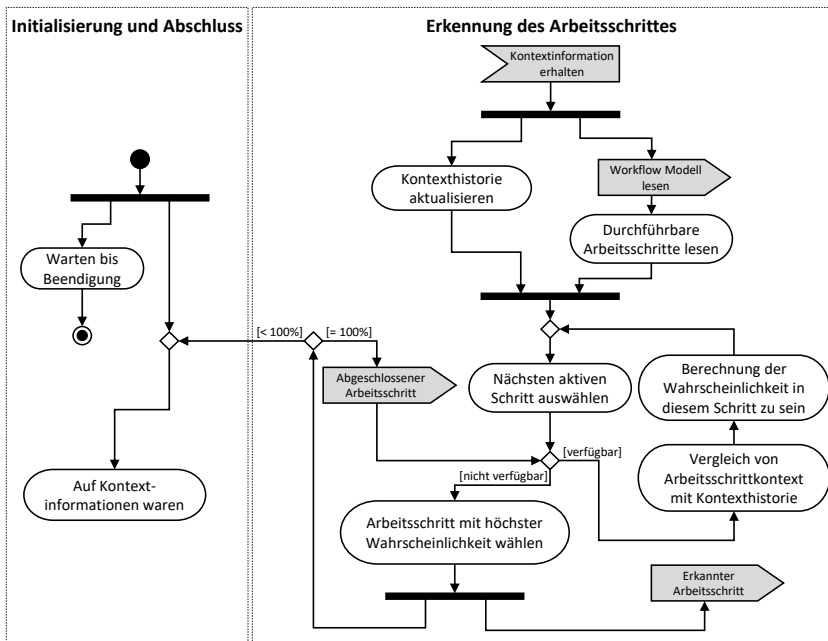 Initialisierung und Abschluss
Erkennung des Arbeitsschrittes
Kontextinformation
erhalten
Kontexthistorie
aktualisieren
Workflow Modell
lesen
Durchführbare
Arbeitsschritte lesen
Warten bis
Beendigung
[< 100%]
[= 100%]
Abgeschlossener
Arbeitsschritt
Nächsten aktiven
Schritt auswählen
Berechnung der
Wahrscheinlichkeit in
diesem Schritt zu sein
[verfügbar]
[nicht verfügbar]
Vergleich von
Arbeitsschrittkontext
mit Kontexthistorie
Auf Kontext-
informationen waren
Arbeitsschritt mit höchster
Wahrscheinlichkeit wählen
Erkannter
Arbeitsschritt